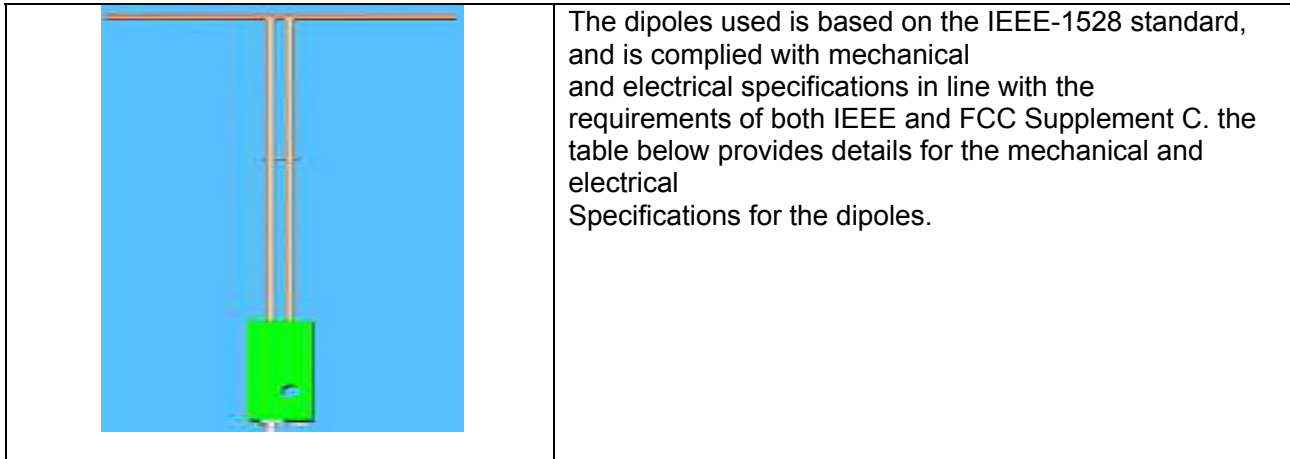 The dipoles used is based on the IEEE-1528 standard,
and is complied with mechanical
and electrical specifications in line with the
requirements of both IEEE and FCC Supplement C. the
table below provides details for the mechanical and
electrical
Specifications for the dipoles.